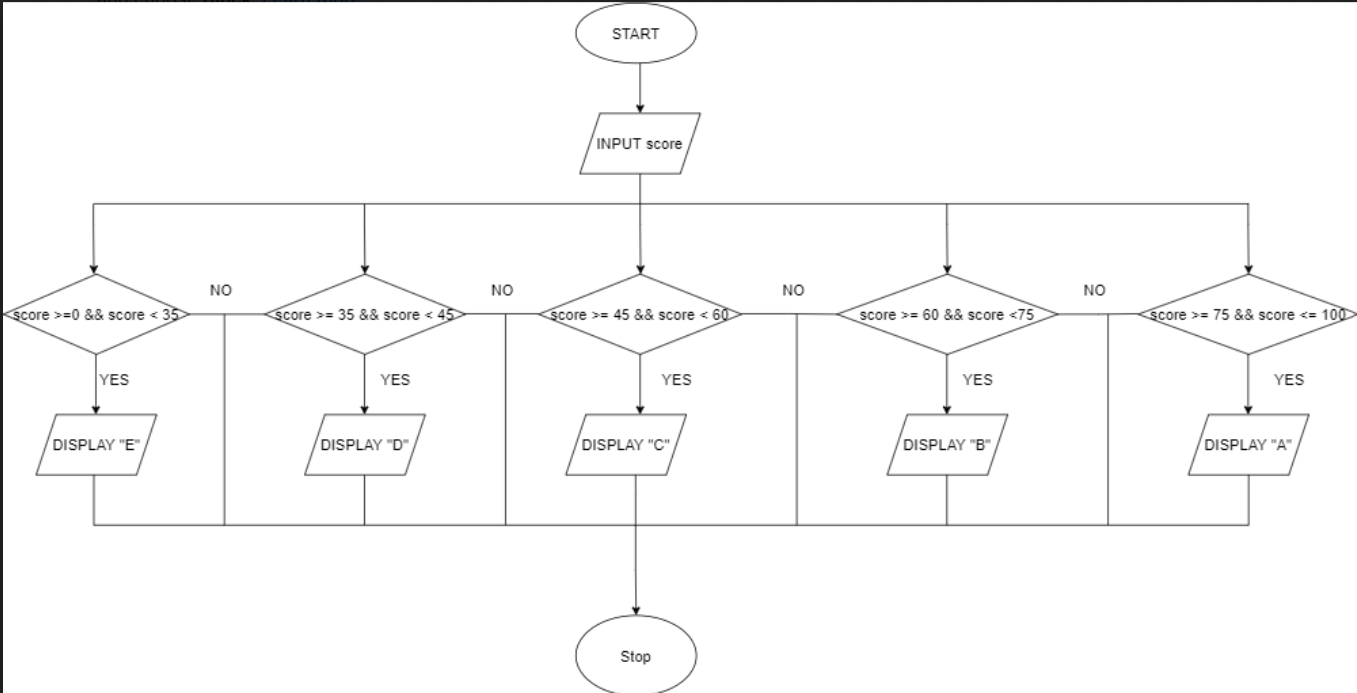 START
INPUT score
NO
NO
NO
NO
score >=0 && score < 35
score >= 35 && score < 45
score >= 45 && score < 60
score >= 60 && score <75
score >= 75 && score <= 100
YES
YES
YES
YES
YES
DISPLAY "E"
DISPLAY "D"
DISPLAY "C"
DISPLAY "B"
DISPLAY "A"
Stop